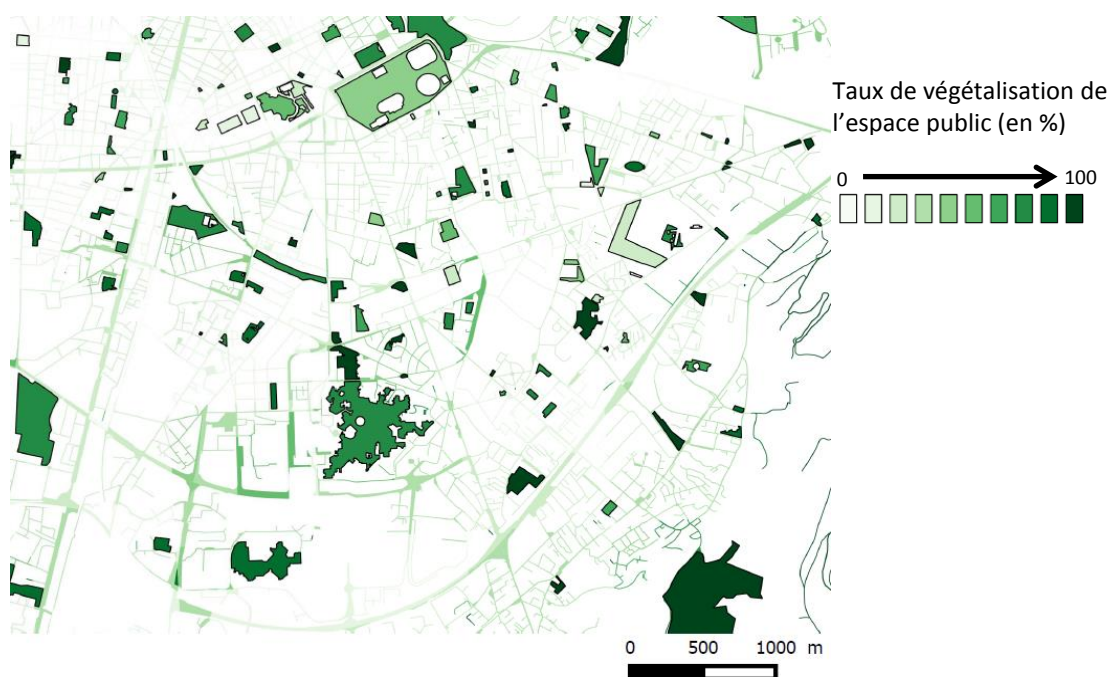 Taux de végétalisation de
l’espace public (en %)
0 100
0 500 1000 m